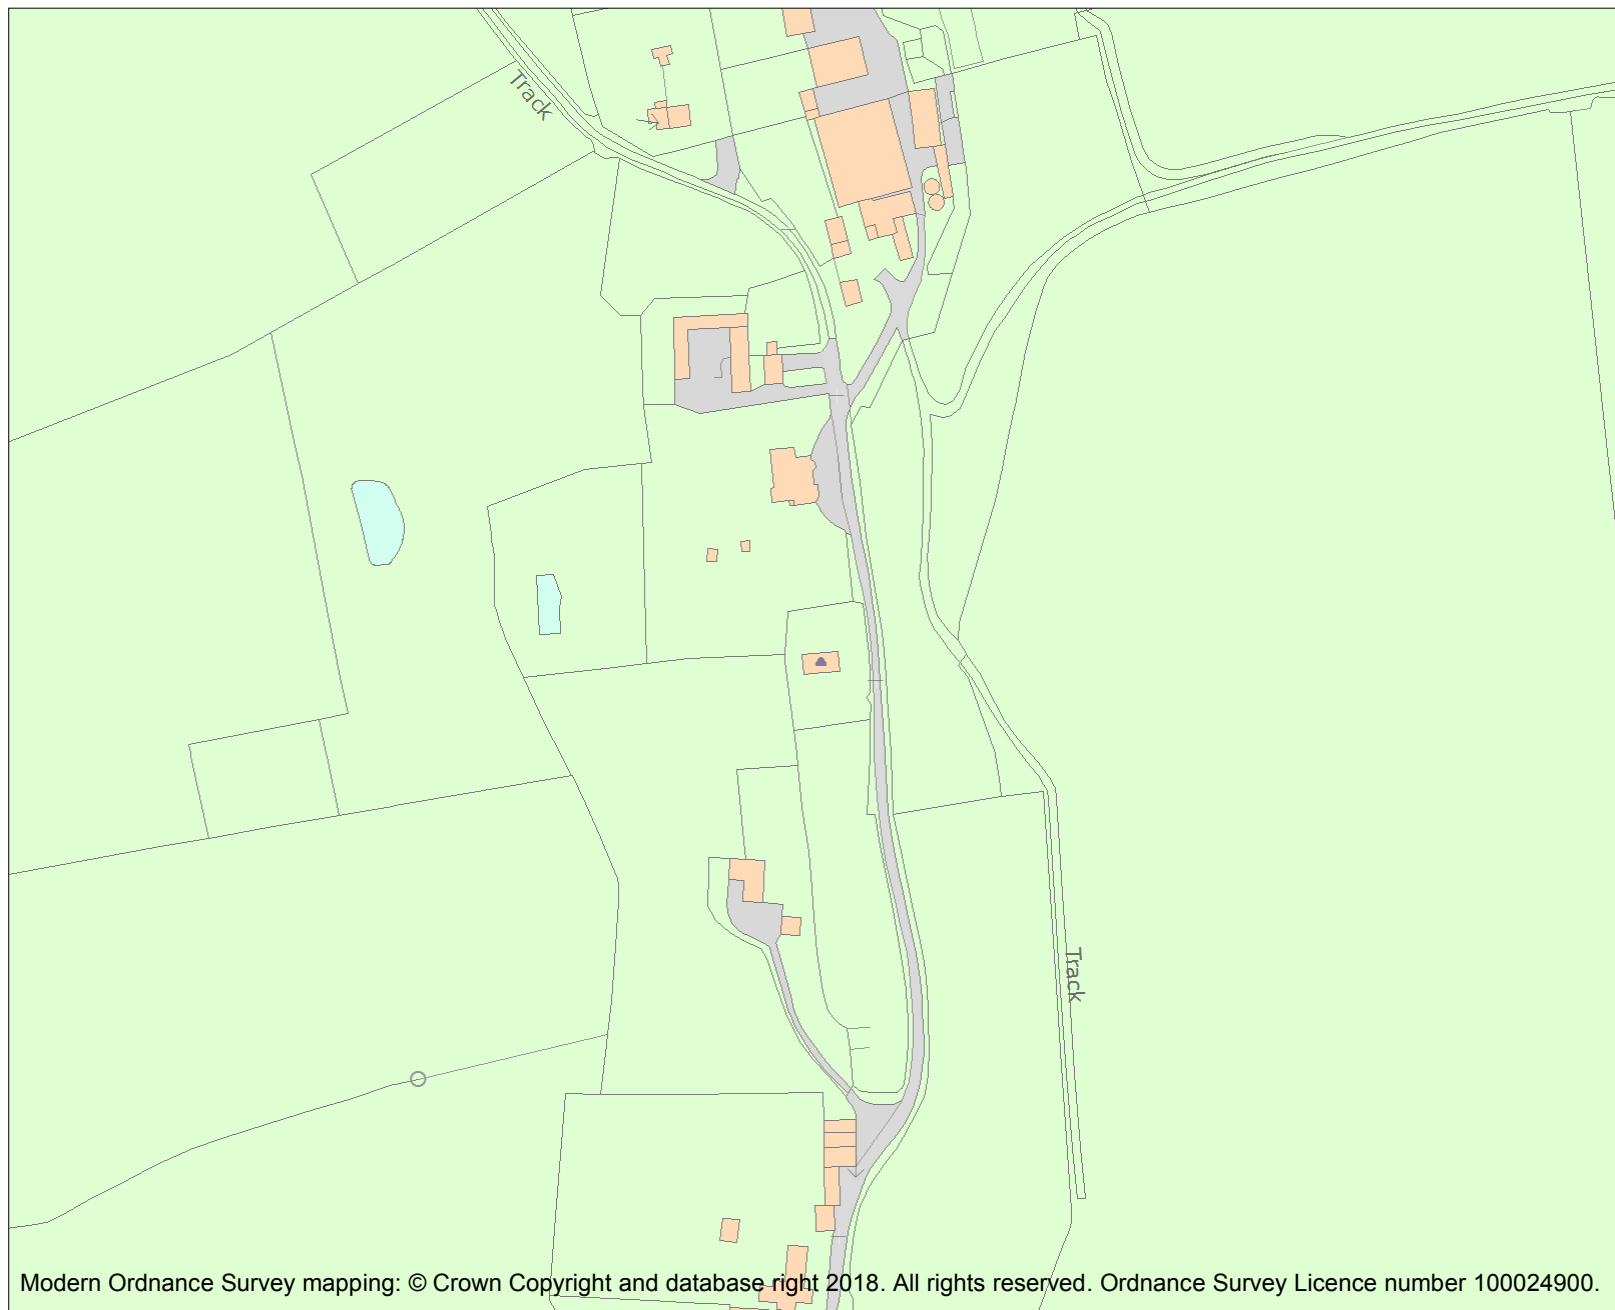 Track
Track
Modern Ordnance Survey mapping: © Crown Copyright and database right 2018. All rights reserved. Ordnance Survey Licence number 100024900.